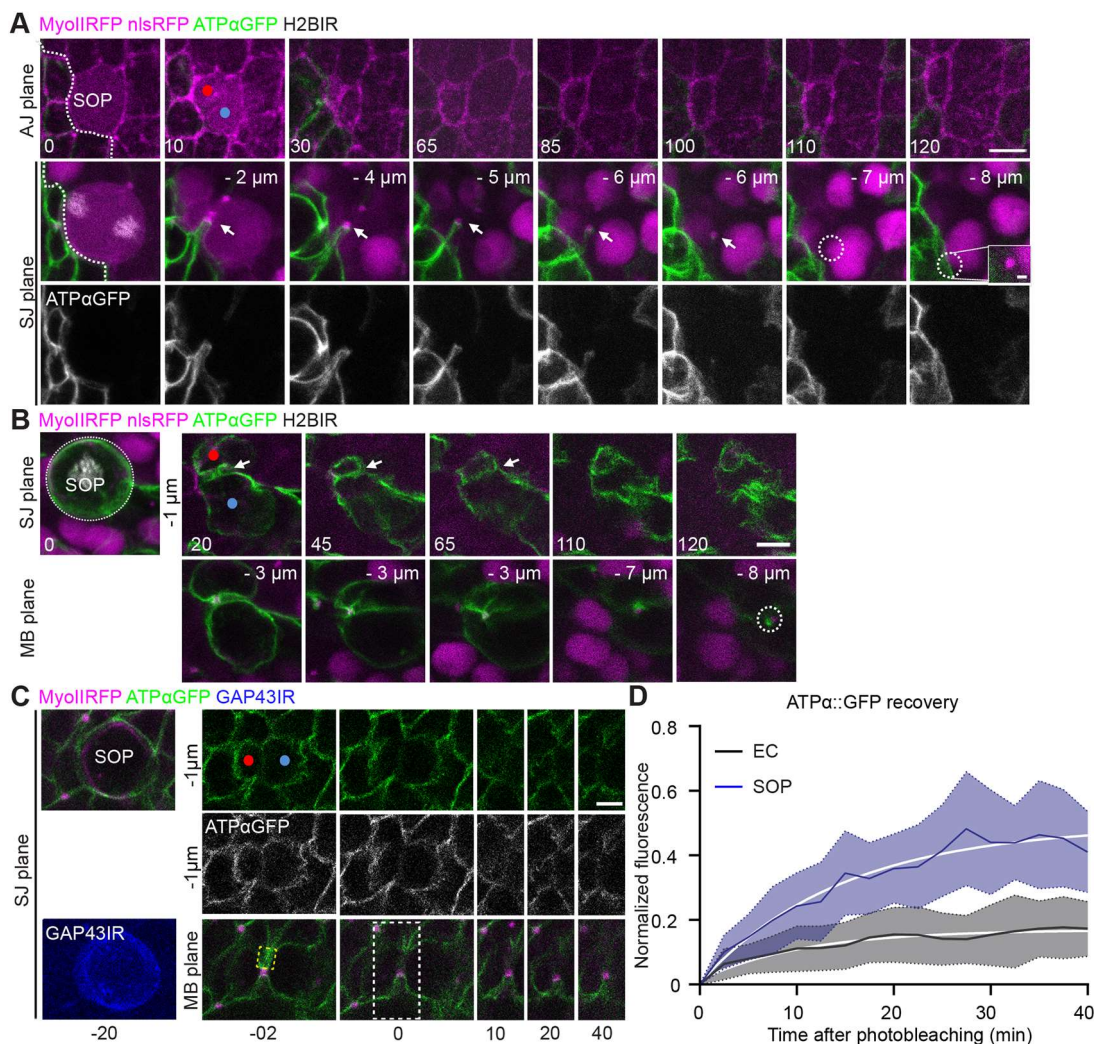 A
MyoIIRFP nlsRFP ATPαGFP H2BIR
AJ plane
SOP
0
10
30
65
85
100
110
120
SJ plane
- 2 μm
- 4 μm
- 5 μm
- 6 μm
- 6 μm
- 7 μm
- 8 μm
ATPαGFP
B
MyoIIRFP nlsRFP ATPαGFP H2BIR
SJ plane
SOP
0
-1 μm
20
45
65
110
120
MB plane
- 3 μm
- 3 μm
- 3 μm
- 7 μm
- 8 μm
C
MyoIIRFP ATPαGFP GAP43IR
SJ plane
SOP
-1μm
ATPαGFP
-1μm
GAP43IR
MB plane
-20
-02
0
10
20
40
D
ATPα::GFP recovery
EC
SOP
Normalized fluorescence
0.8
0.6
0.4
0.2
0
0
10
20
30
40
Time after photobleaching (min)